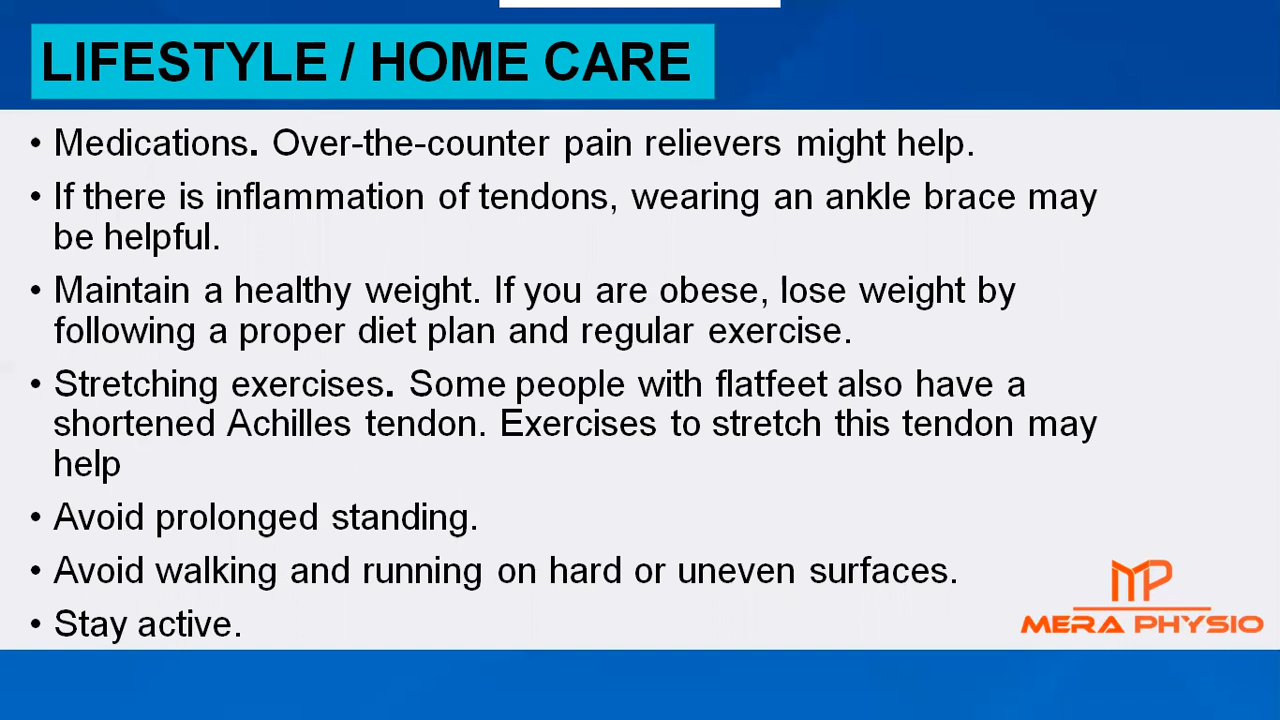 LIFESTYLE / HOME CARE
• Medications. Over-the-counter pain relievers might help.
• If there is inflammation of tendons, wearing an ankle brace may
be helpful.
• Maintain a healthy weight. If you are obese, lose weight by
following a proper diet plan and regular exercise.
• Stretching exercises. Some people with flatfeet also have a
shortened Achilles tendon. Exercises to stretch this tendon may
help
• Avoid prolonged standing.
• Avoid walking and running on hard or uneven surfaces.
• Stay active.
MP
MERA PHYSIO